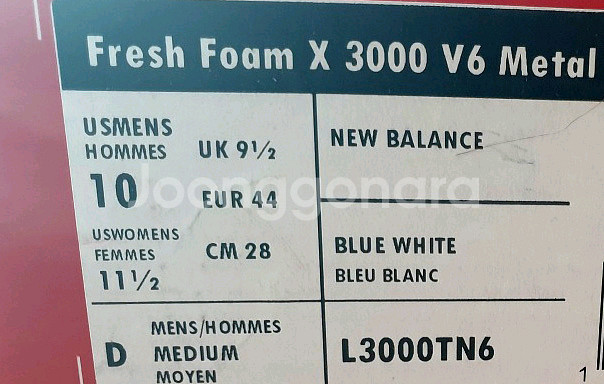 Fresh Foam X 3000 V6 Metal
USMENS
HOMMES
10
UK 9½
EUR 44
CM 28
USWOMENS
FEMMES
11½
NEW BALANCE
BLUE WHITE
BLEU BLANC
D
MENS/HOMMES
MEDIUM
MOYEN
L3000TN6
1
Joonggonara